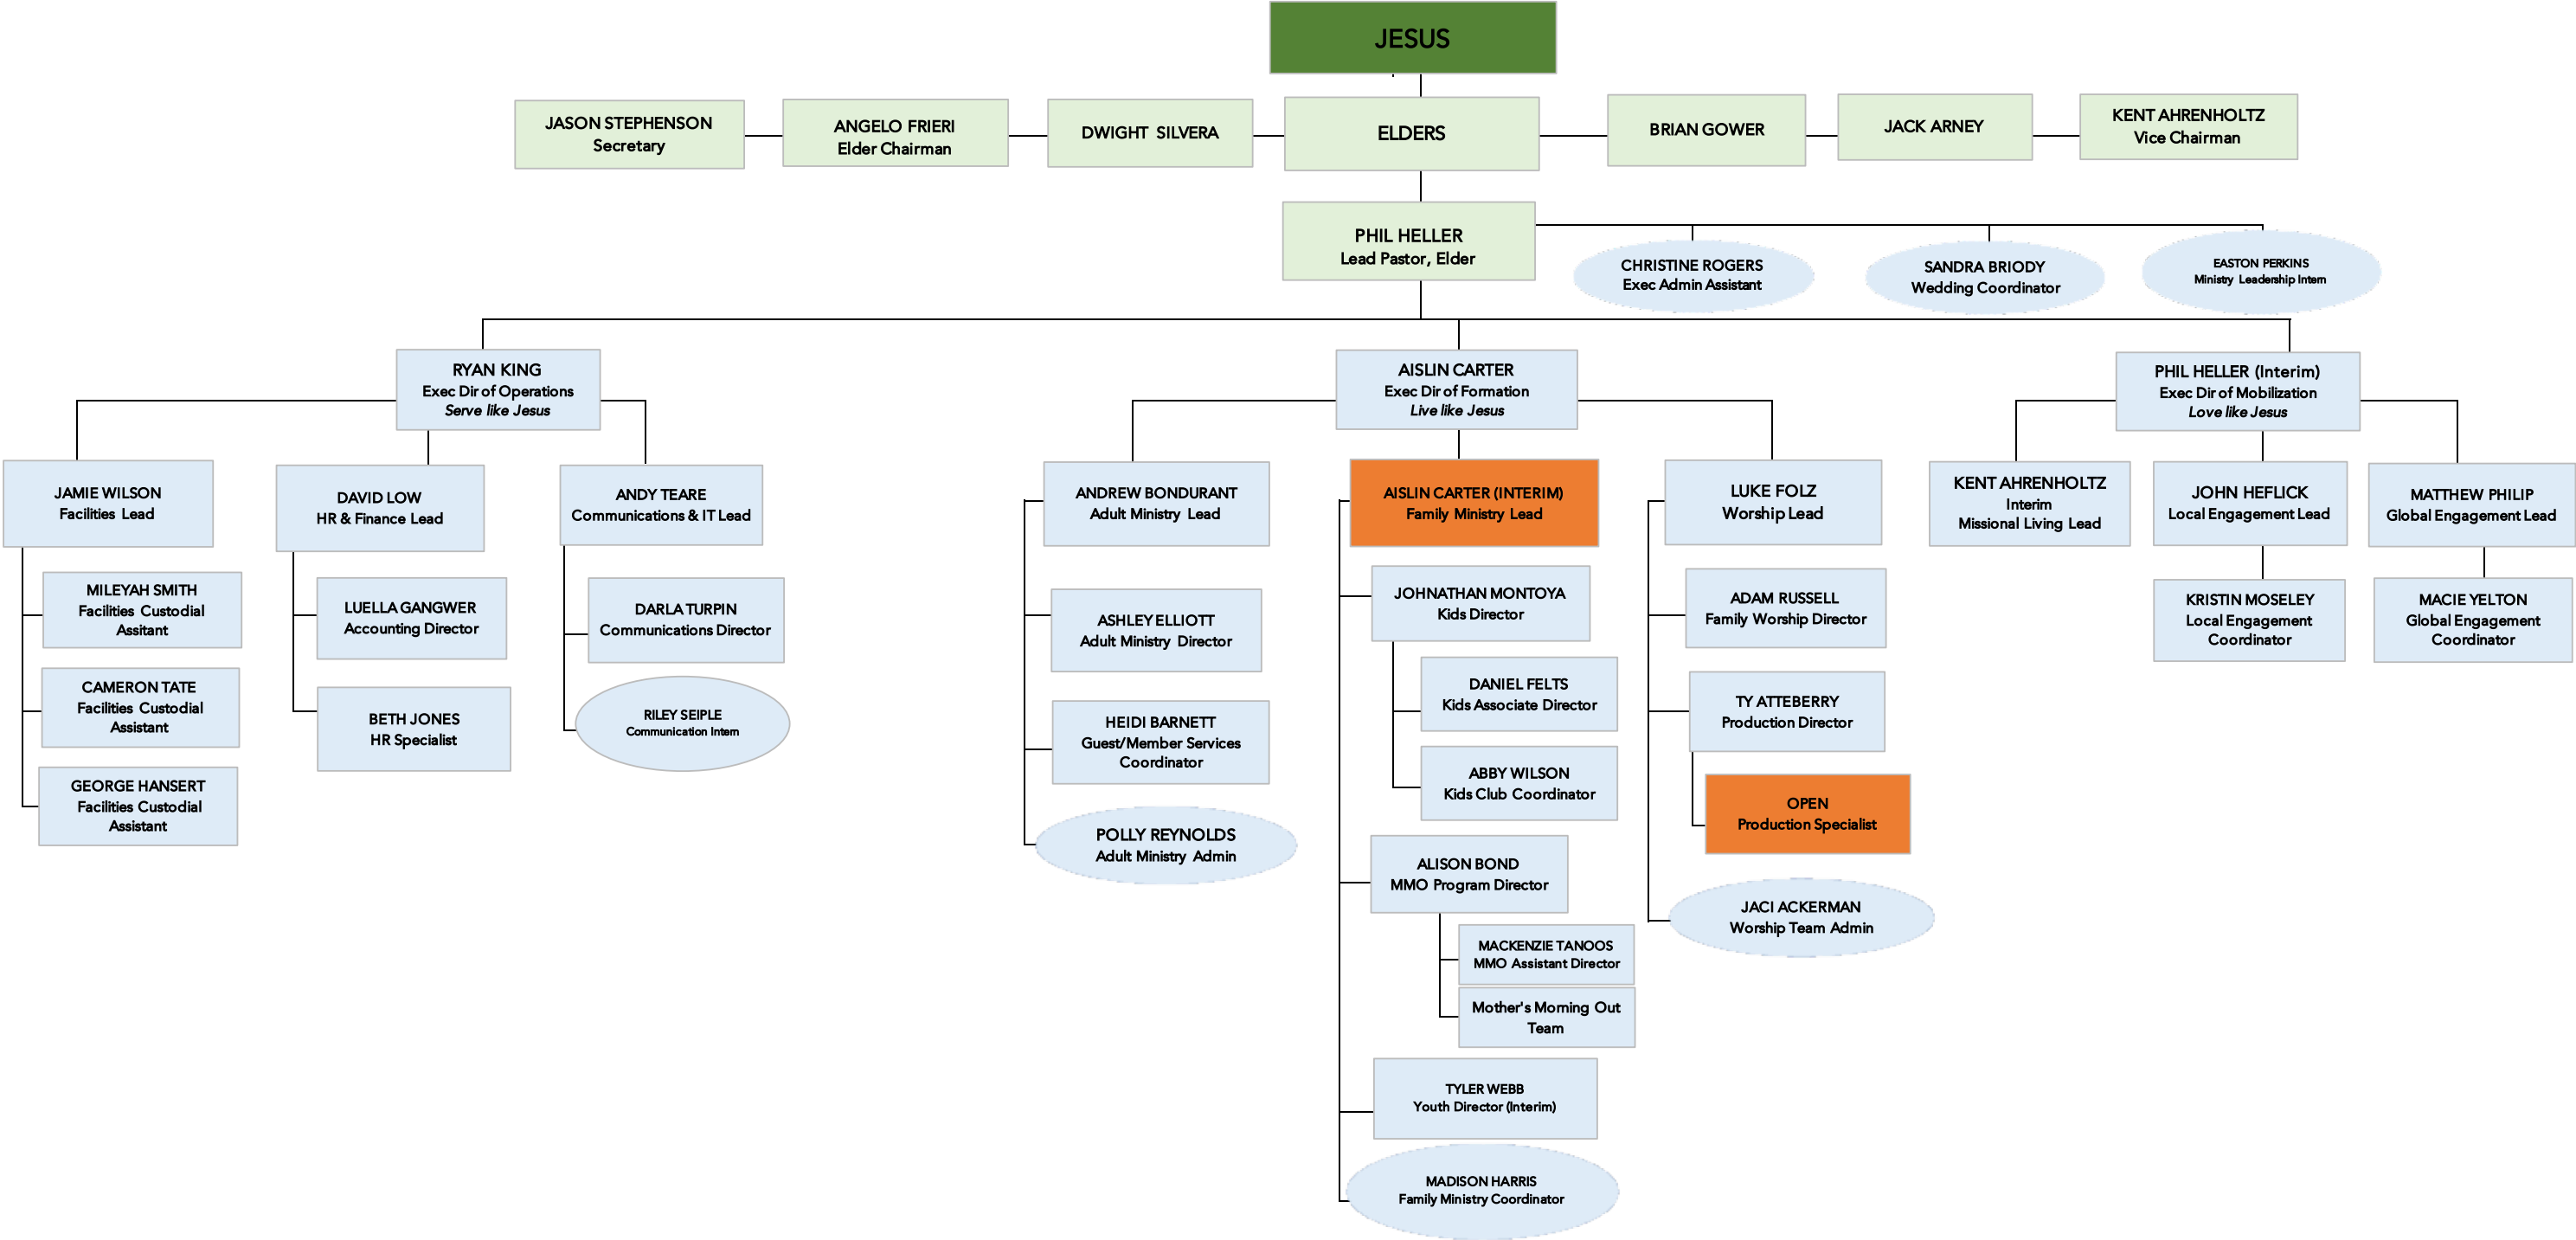 JESUS
JASON STEPHENSON
Secretary
ANGELO FRIERI
Elder Chairman
DWIGHT SILVERA
ELDERS
BRIAN GOWER
JACK ARNEY
KENT AHRENHOLTZ
Vice Chairman
PHIL HELLER
Lead Pastor, Elder
CHRISTINE ROGERS
Exec Admin Assistant
SANDRA BRIODY
Wedding Coordinator
EASTON PERKINS
Ministry Leadership Intern
RYAN KING
Exec Dir of Operations
Serve like Jesus
AISLIN CARTER
Exec Dir of Formation
Live like Jesus
PHIL HELLER (Interim)
Exec Dir of Mobilization
Love like Jesus
JAMIE WILSON
Facilities Lead
DAVID LOW
HR & Finance Lead
ANDY TEARE
Communications & IT Lead
ANDREW BONDURANT
Adult Ministry Lead
AISLIN CARTER (INTERIM)
Family Ministry Lead
LUKE FOLZ
Worship Lead
KENT AHRENHOLTZ
Interim
Missional Living Lead
JOHN HEFLICK
Local Engagement Lead
MATTHEW PHILIP
Global Engagement Lead
MILEYAH SMITH
Facilities Custodial
Assitant
CAMERON TATE
Facilities Custodial
Assistant
GEORGE HANSERT
Facilities Custodial
Assistant
LUELLA GANGWER
Accounting Director
BETH JONES
HR Specialist
DARLA TURPIN
Communications Director
RILEY SEIPLE
Communication Intern
ASHLEY ELLIOTT
Adult Ministry Director
HEIDI BARNETT
Guest/Member Services
Coordinator
POLLY REYNOLDS
Adult Ministry Admin
JOHNATHAN MONTOYA
Kids Director
DANIEL FELTS
Kids Associate Director
ABBY WILSON
Kids Club Coordinator
ALISON BOND
MMO Program Director
MACKENZIE TANOOS
MMO Assistant Director
Mother's Morning Out
Team
TYLER WEBB
Youth Director (Interim)
MADISON HARRIS
Family Ministry Coordinator
ADAM RUSSELL
Family Worship Director
TY ATTEBERRY
Production Director
OPEN
Production Specialist
JACI ACKERMAN
Worship Team Admin
KRISTIN MOSELEY
Local Engagement
Coordinator
MACIE YELTON
Global Engagement
Coordinator